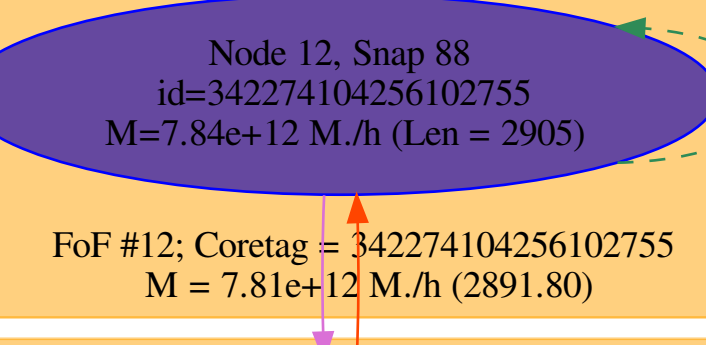 Node 12, Snap 88
id=342274104256102755
M=7.84e+12 M./h (Len = 2905)
FoF #12; Coretag = 342274104256102755
M = 7.81e+12 M./h (2891.80)